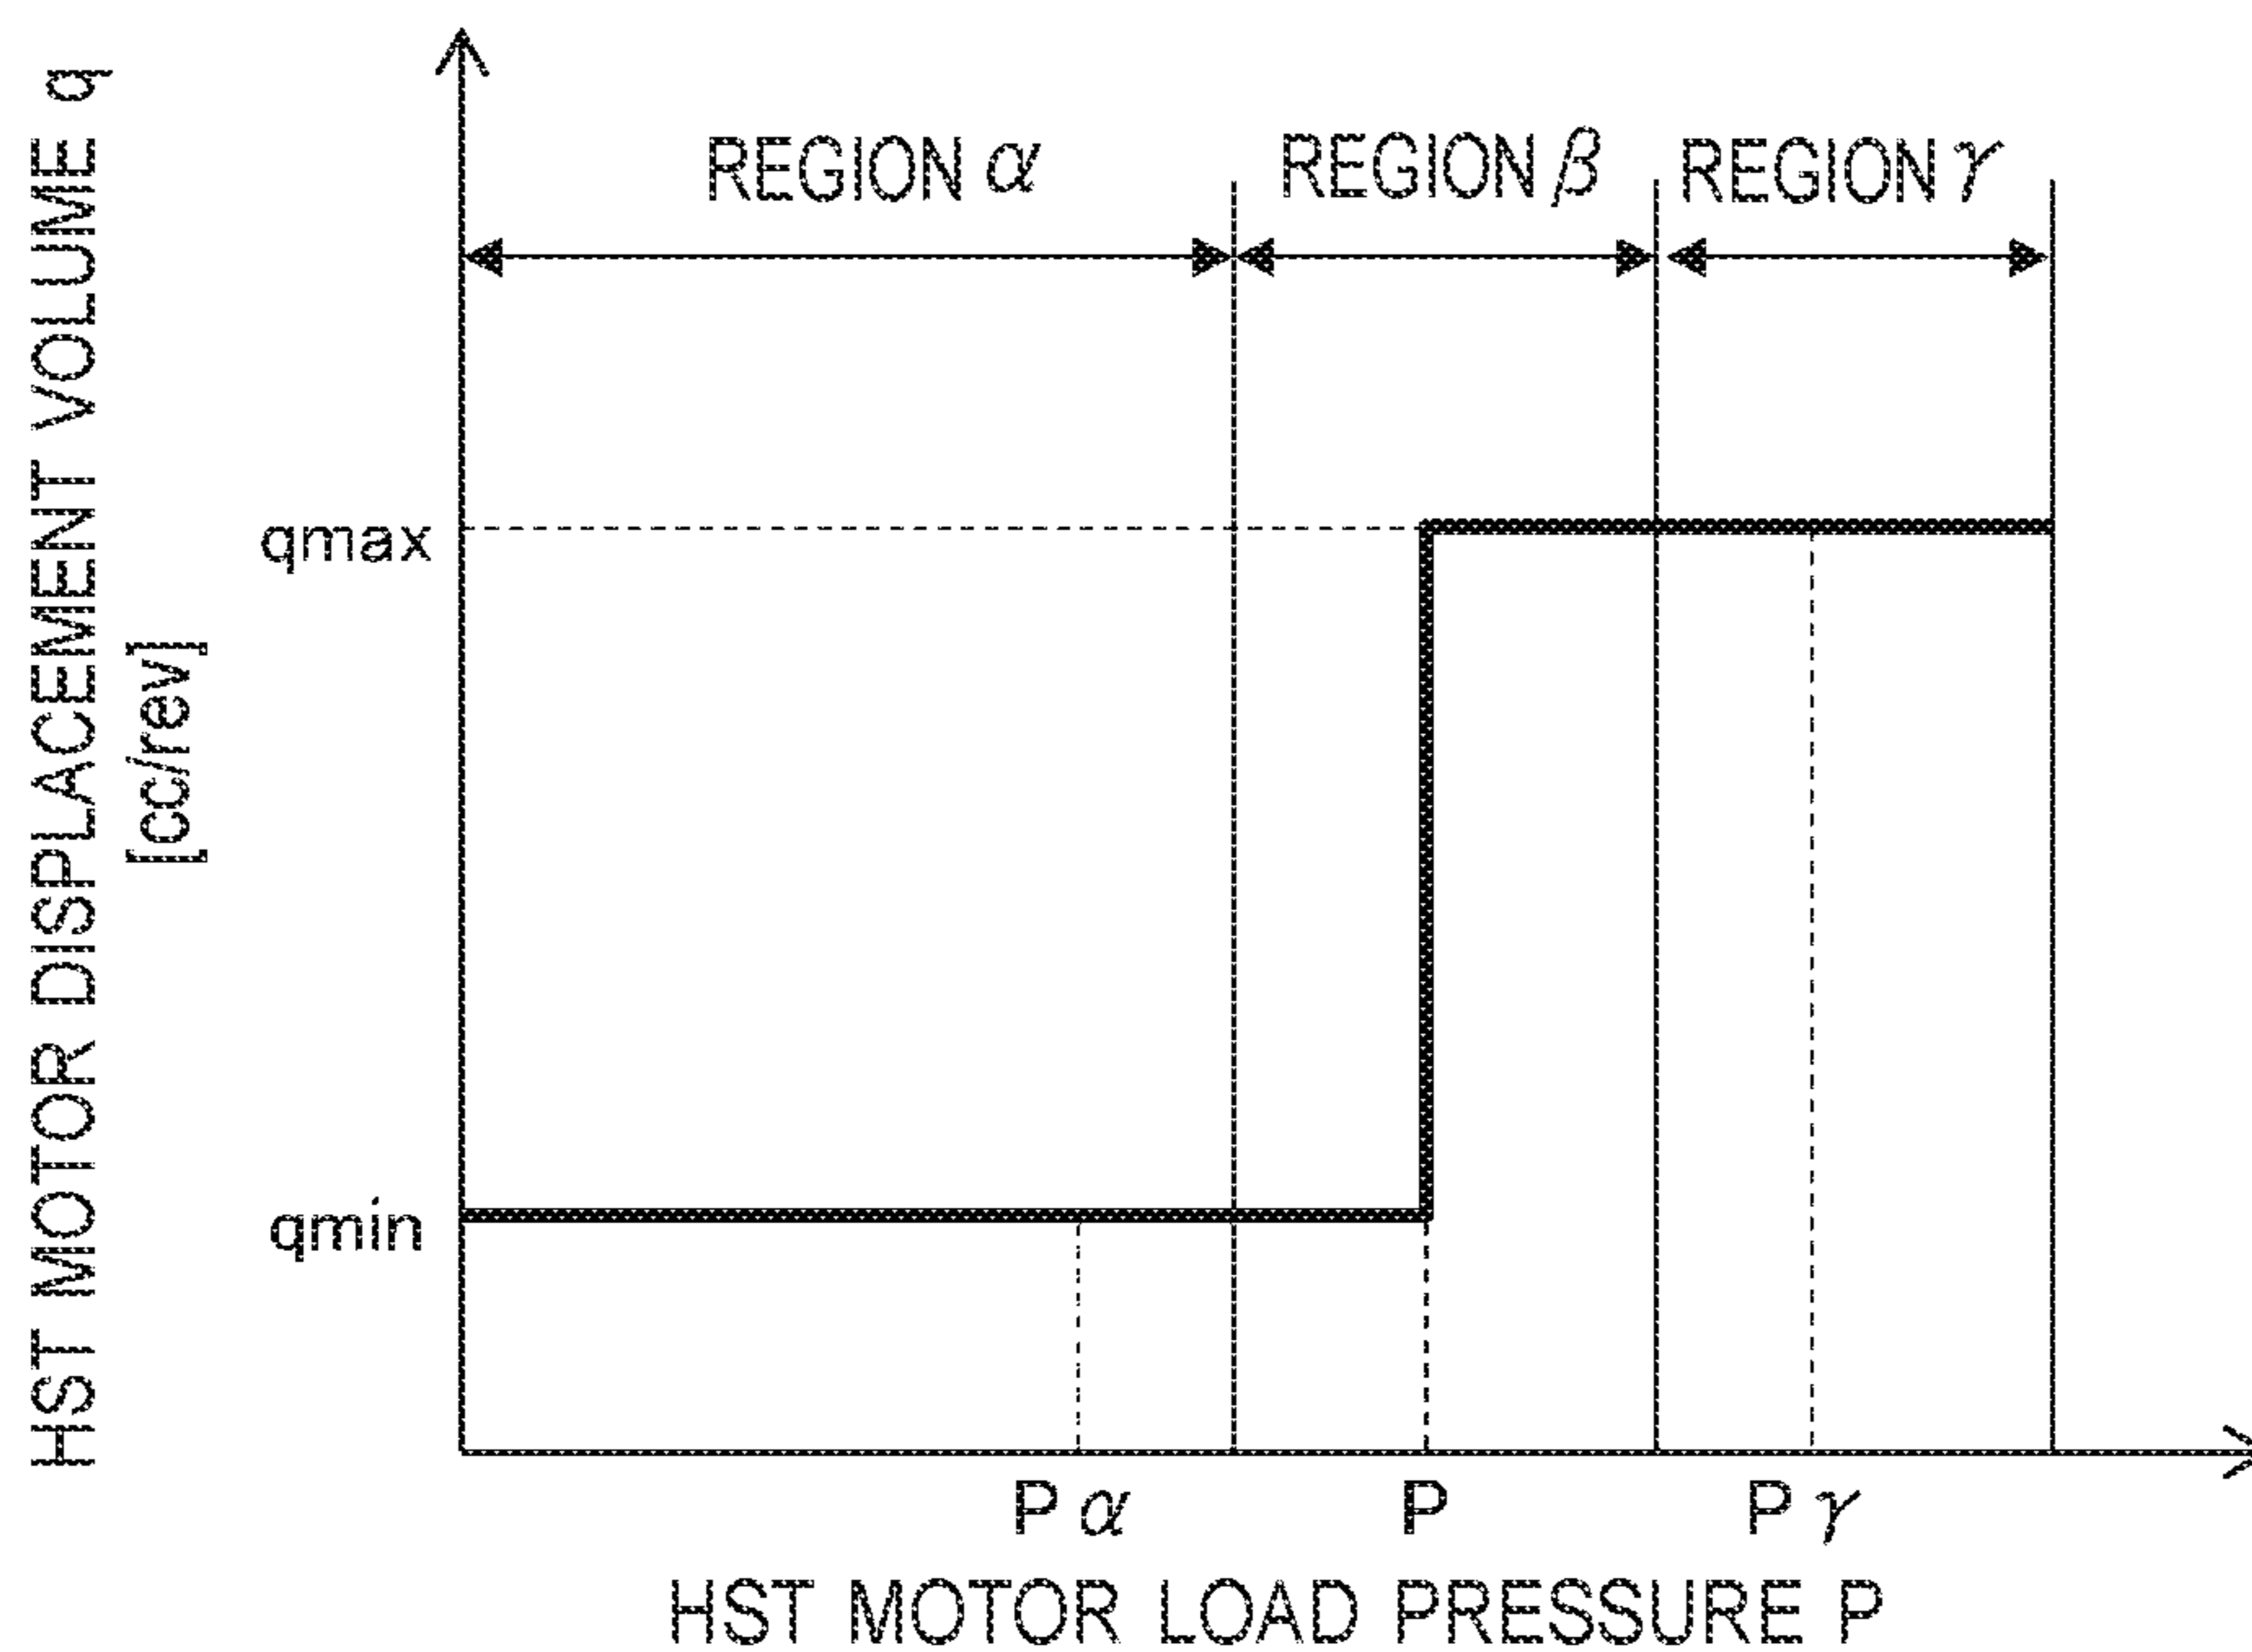 HST MOTOR DISPLACEMENT VOLUME q
[cc/rev]
REGION α
REGION β
REGION γ
qmax
qmin
P α
P
P γ
HST MOTOR LOAD PRESSURE P